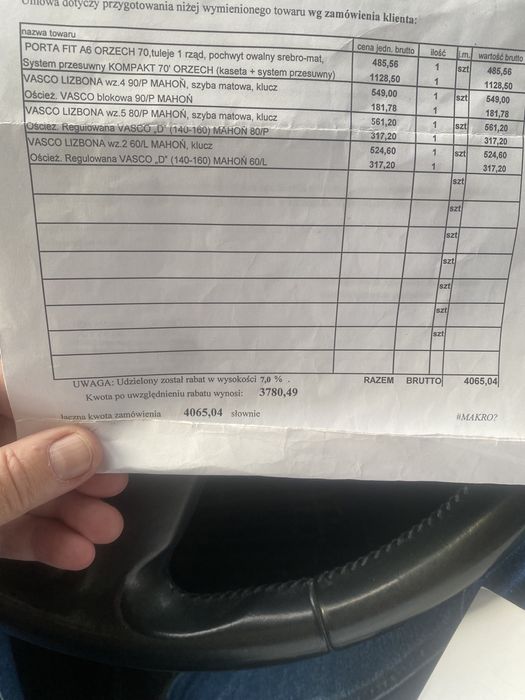 Umowa dotyczy przygotowania niżej wymienionego towaru wg zamówienia klienta:
nazwa towaru cena jedn. brutto ilość j.m. wartość brutto
PORTA FIT A6 ORZECH 70,tuleje 1 rząd, pochwyt owalny srebro-mat, 485,56 1 szt 485,56
System przesuwny KOMPAKT 70' ORZECH (kaseta + system przesuwny) 1128,50 1 1128,50
VASCO LIZBONA wz.4 90/P MAHOŃ, szyba matowa, klucz 549,00 1 szt 549,00
Oścież. VASCO blokowa 90/P MAHOŃ 181,78 1 181,78
VASCO LIZBONA wz.5 80/P MAHOŃ, szyba matowa, klucz 561,20 1 szt 561,20
Oścież. Regulowana VASCO „D" (140-160) MAHOŃ 80/P 317,20 1 317,20
VASCO LIZBONA wz.2 60/L MAHOŃ, klucz 524,60 1 szt 524,60
Oścież. Regulowana VASCO „D" (140-160) MAHOŃ 60/L 317,20 1 317,20
szt
szt
szt
szt
szt
szt
szt
UWAGA: Udzielony został rabat w wysokości 7,0 % . RAZEM BRUTTO 4065,04
Kwota po uwzględnieniu rabatu wynosi: 3780,49
łączna kwota zamówienia 4065,04 słownie #MAKRO?